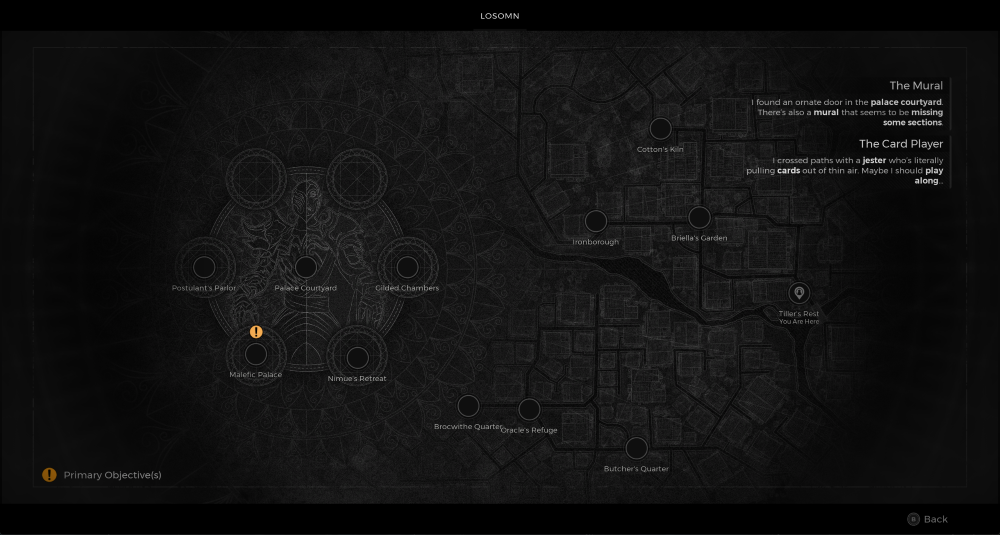 LOSOMN
The Mural
I found an ornate door in the palace courtyard.
There's also a mural that seems to be missing
some sections.
The Card Player
I crossed paths with a jester who's literally
pulling cards out of thin air. Maybe I should play
along..
Cotton's Kiln
Ironborough
Briella's Garden
Postulant's Parlor
Palace Courtyard
Gilded Chambers
Tiller's Rest
You Are Here
Malefic Palace
Nimue's Retreat
Brocwithe Quarter
Oracle's Refuge
Butcher's Quarter
Primary Objective(s)
B Back